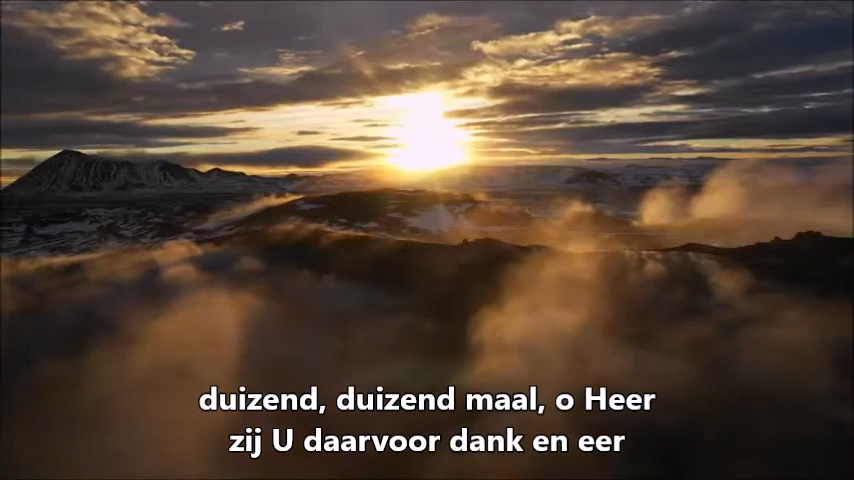 duizend, duizend maal, o Heer
zij U daarvoor dank en eer